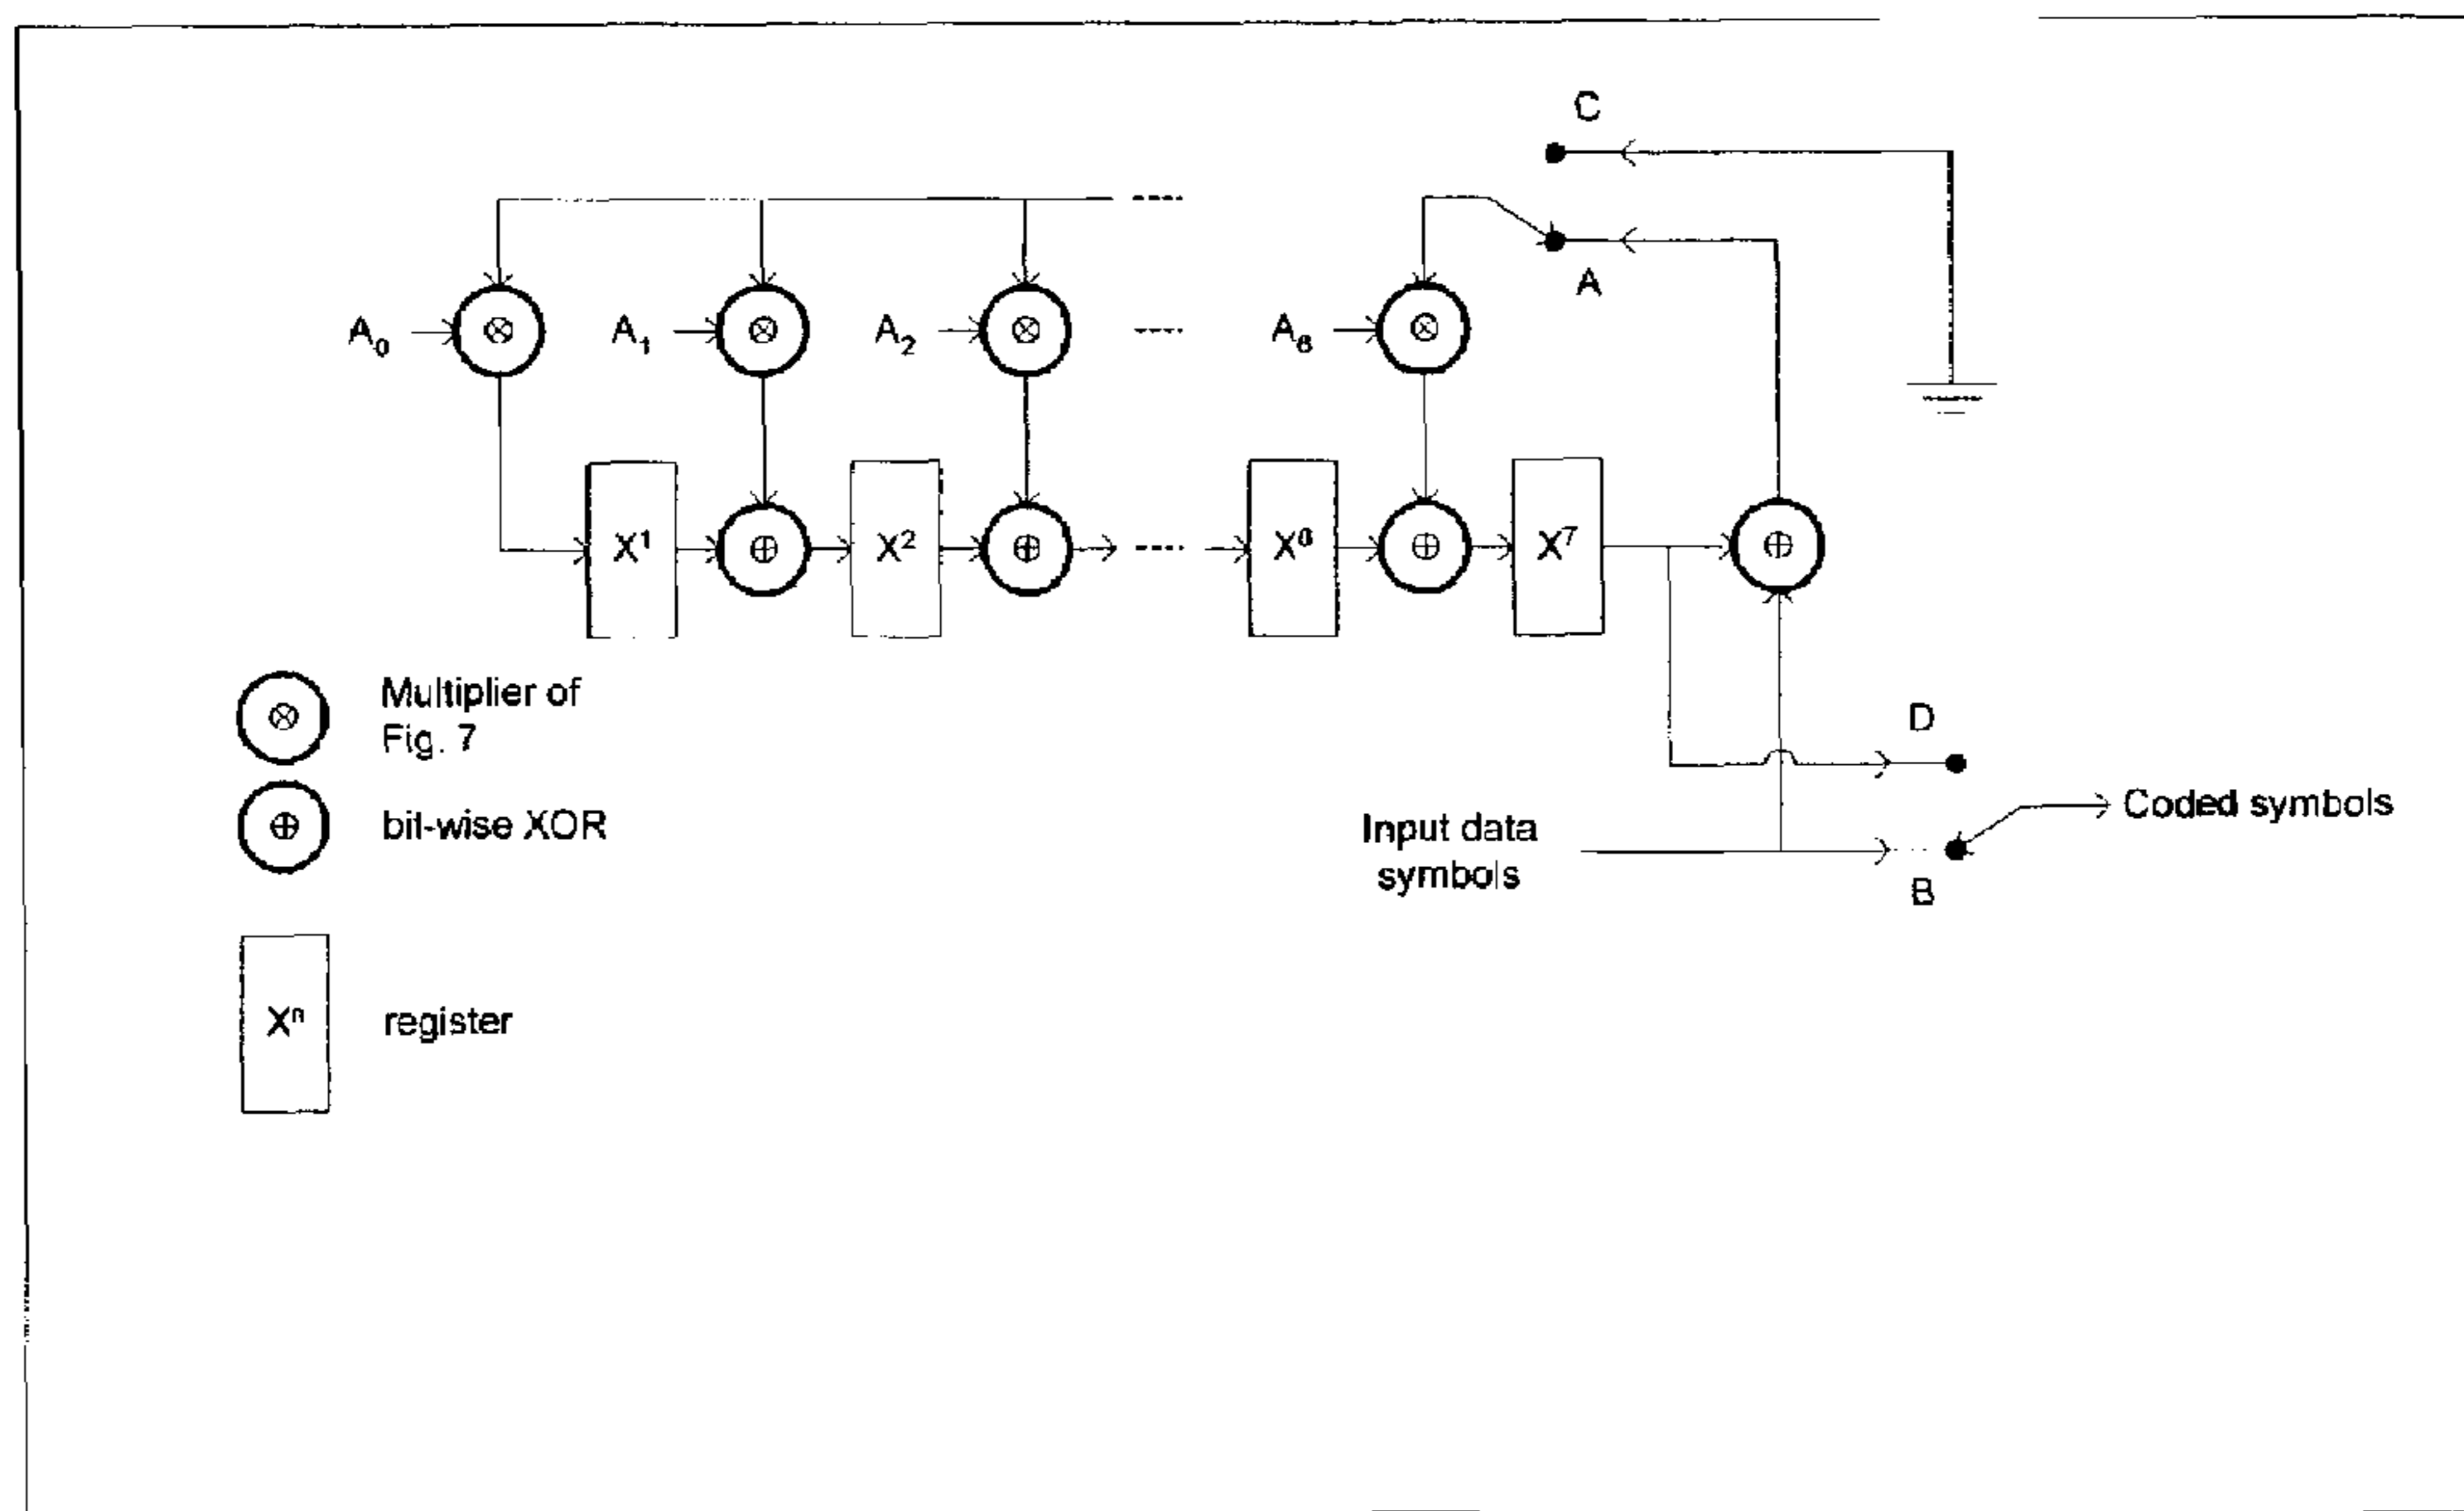 C
A
A₀
A₁
A₂
A₆
X¹
X²
X⁶
X⁷
Multiplier of
Fig. 7
bit-wise XOR
Xⁿ
register
D
Input data
symbols
Coded symbols
B